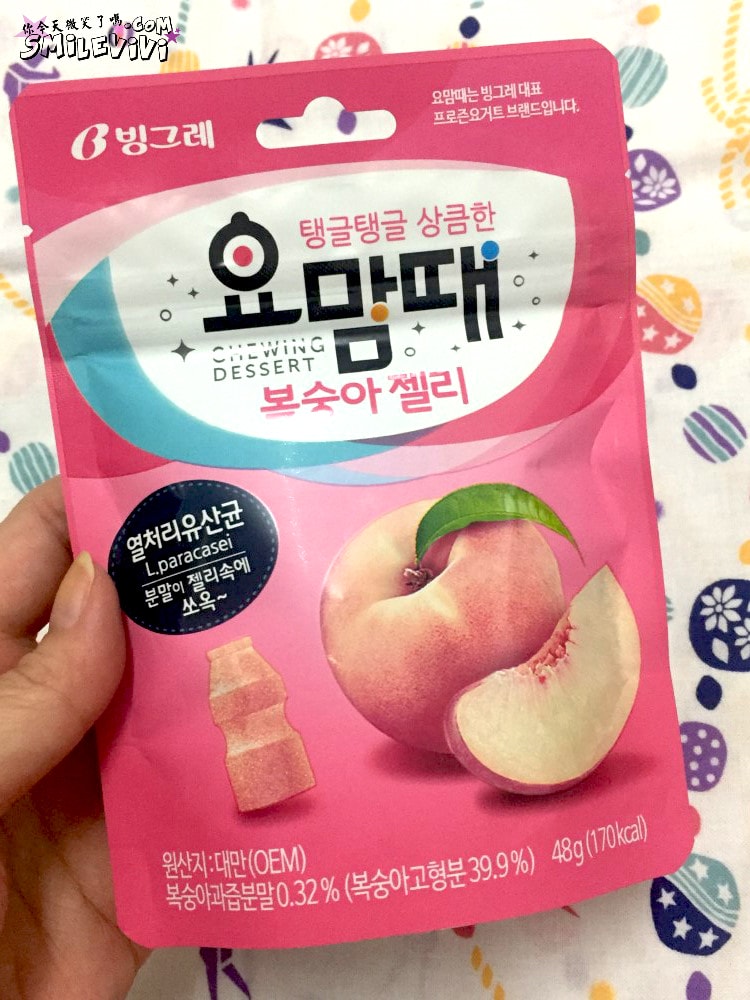 你今天微笑了嗎.COM
SMiLEViVi
빙그레
요맘때는 빙그레 대표
프로즌요거트 브랜드입니다.
탱글탱글 상큼한
요맘때
CHEWING
DESSERT
복숭아 젤리
열처리유산균
L.paracasei
분말이 젤리속에
쏘옥~
원산지:대만(OEM)
복숭아과즙분말0.32%(복숭아고형분39.9%) 48g(170kcal)